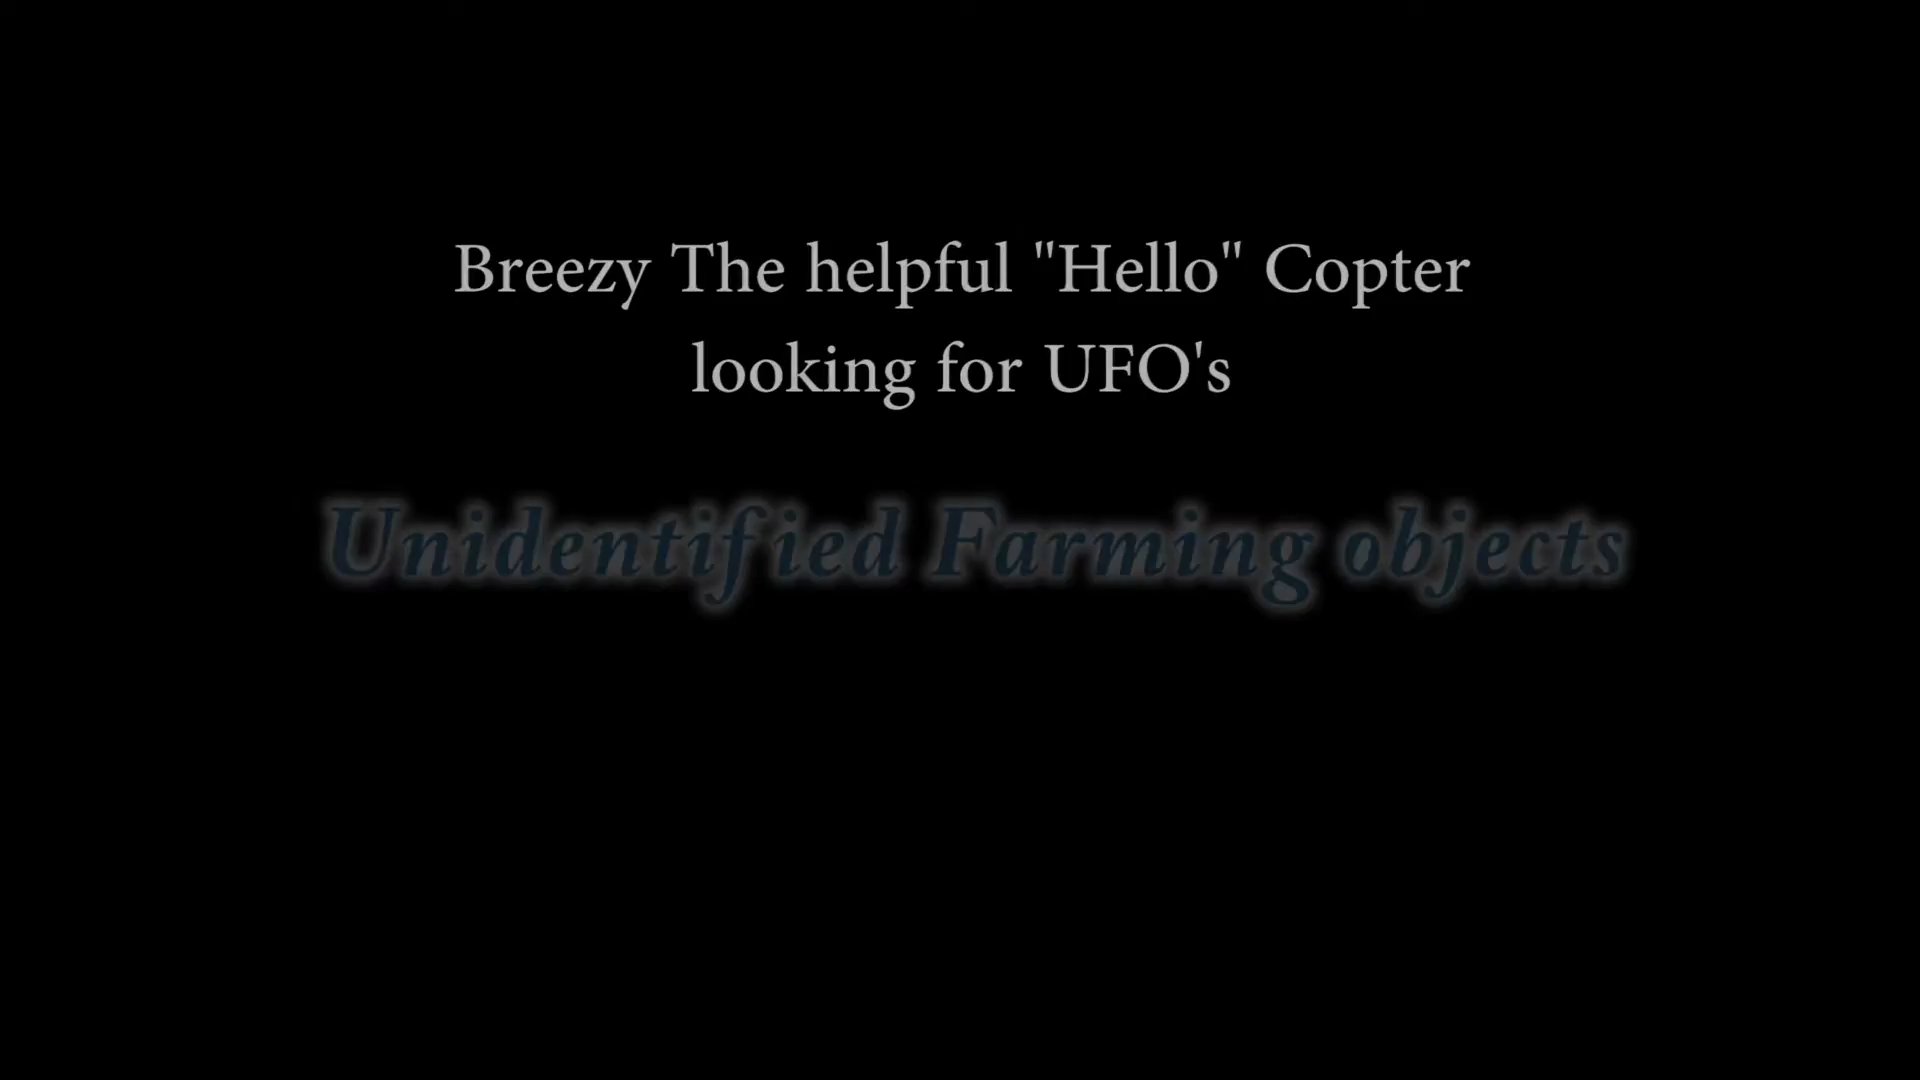 Breezy The helpful "Hello" Copter
looking for UFO's
Unidentified Farming objects